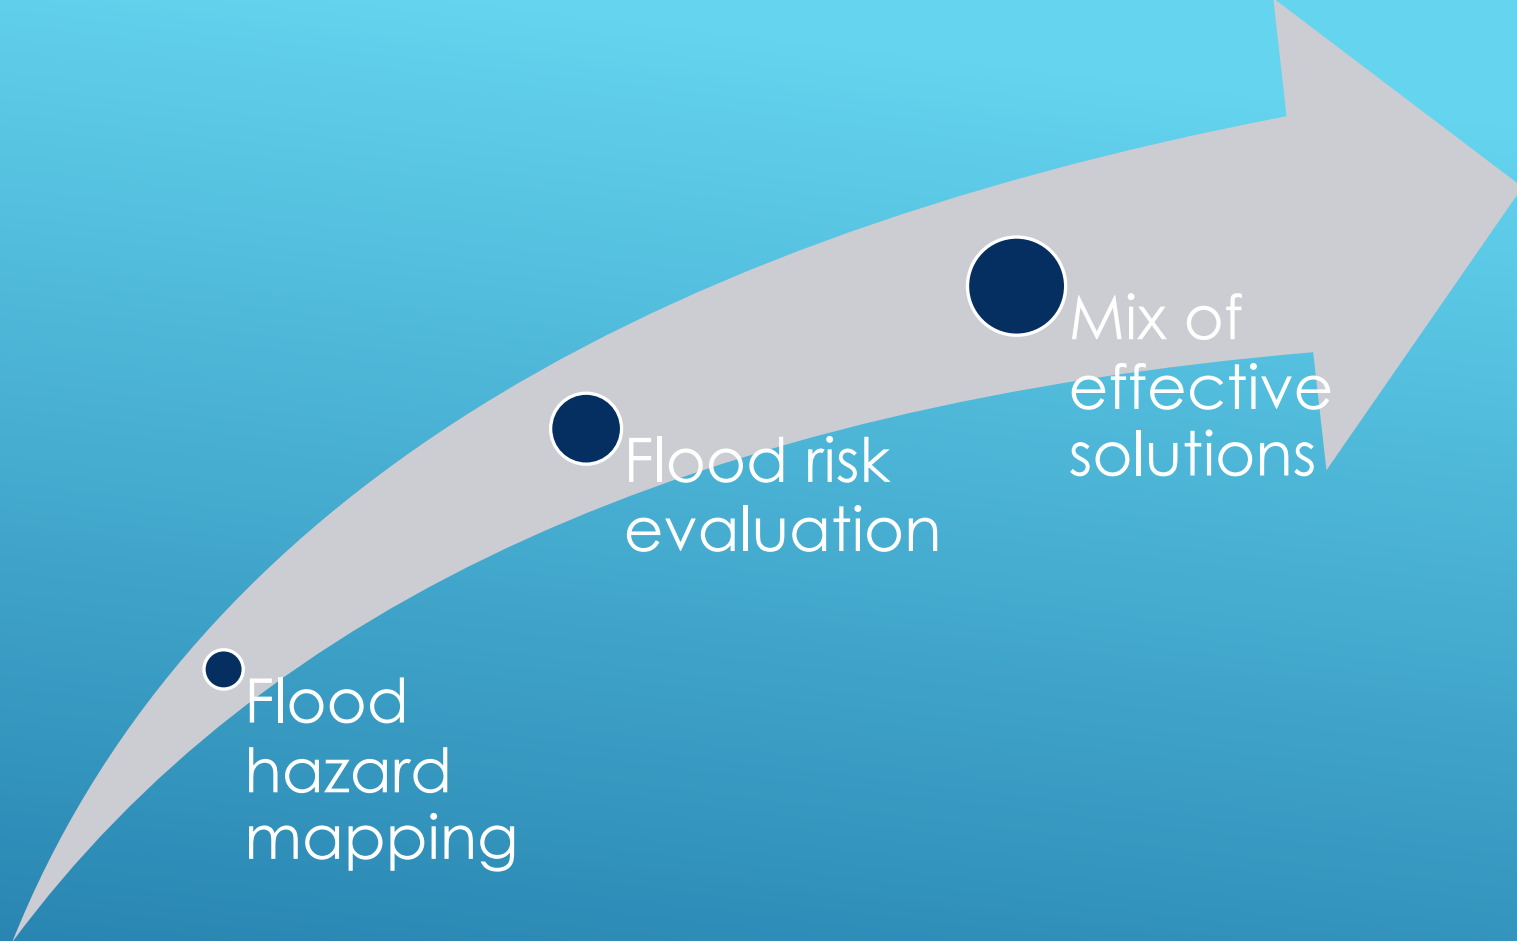 Flood
hazard
mapping
Flood risk
evaluation
Mix of
effective
solutions